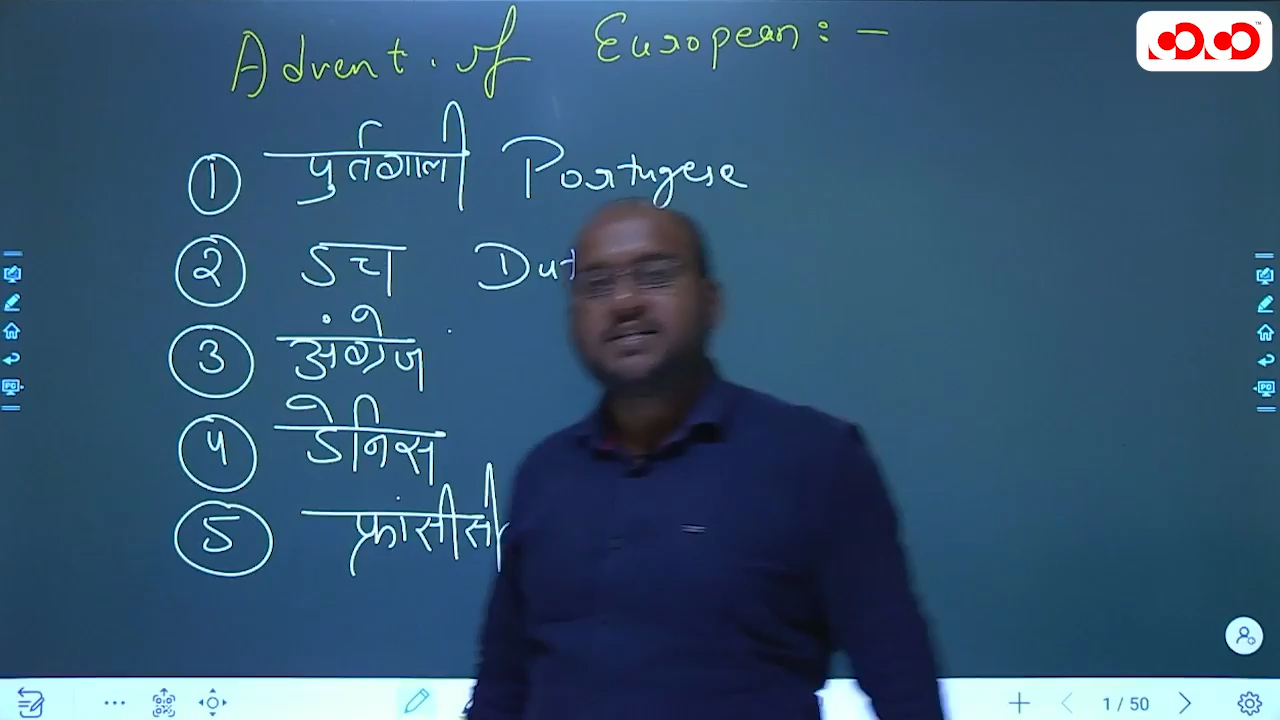 Advent of European : -
① पुर्तगाली Portugese
② डच Dut
③ अंग्रेज
④ डेनिस
⑤ फ्रांसीसी
1 / 50